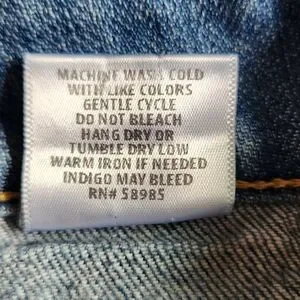 MACHINE WASH COLD
WITH LIKE COLORS
GENTLE CYCLE
DO NOT BLEACH
HANG DRY OR
TUMBLE DRY LOW
WARM IRON IF NEEDED
INDIGO MAY BLEED
RN# 58985